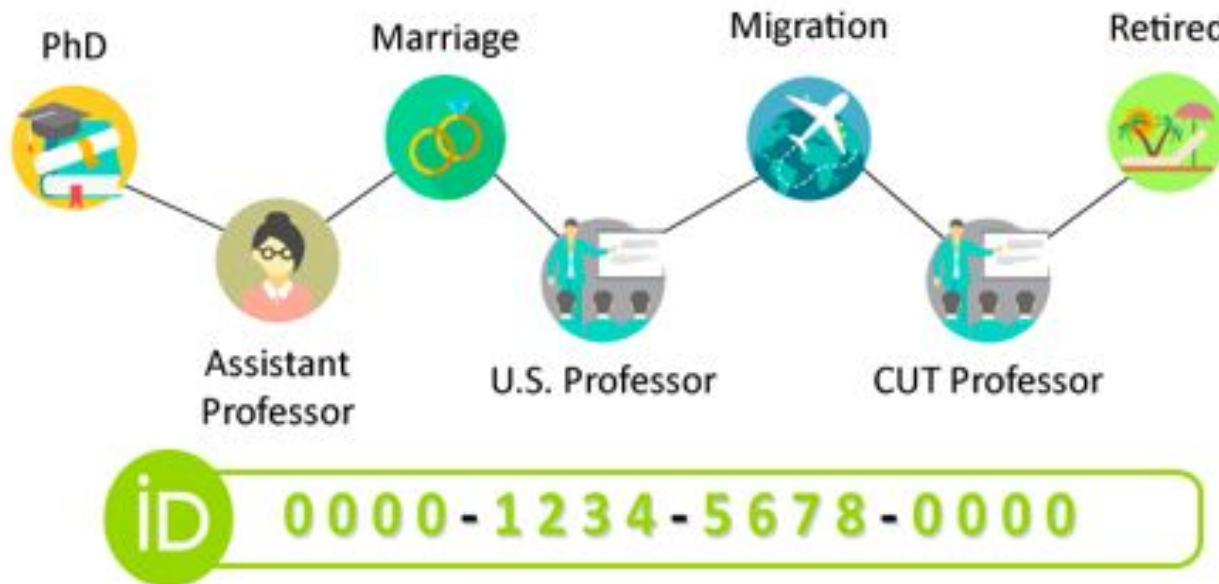 PhD
Marriage
Migration
Retired
Assistant
Professor
U.S. Professor
CUT Professor
iD 0000-1234-5678-0000